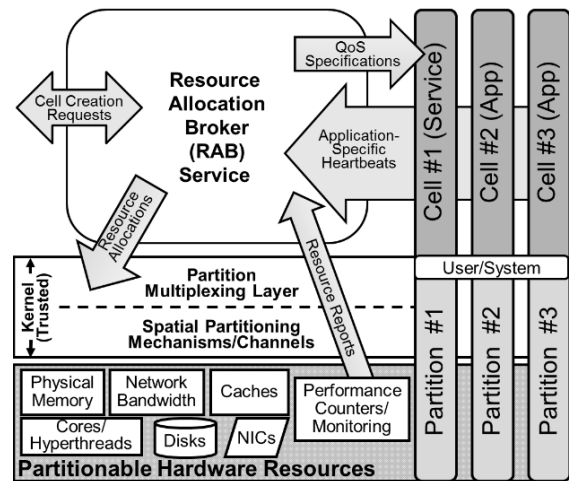 QoS
Specifications
Resource
Allocation
Broker
(RAB)
Service
Cell Creation
Requests
Application-
Specific
Heartbeats
Resource
Allocations
Resource Reports
Cell #1 (Service)
Cell #2 (App)
Cell #3 (App)
User/System
Kernel
(Trusted)
Partition
Multiplexing Layer
Spatial Partitioning
Mechanisms/Channels
Partition #1
Partition #2
Partition #3
Physical
Memory
Network
Bandwidth
Caches
Performance
Counters/
Monitoring
Cores/
Hyperthreads
Disks
NICs
Partitionable Hardware Resources